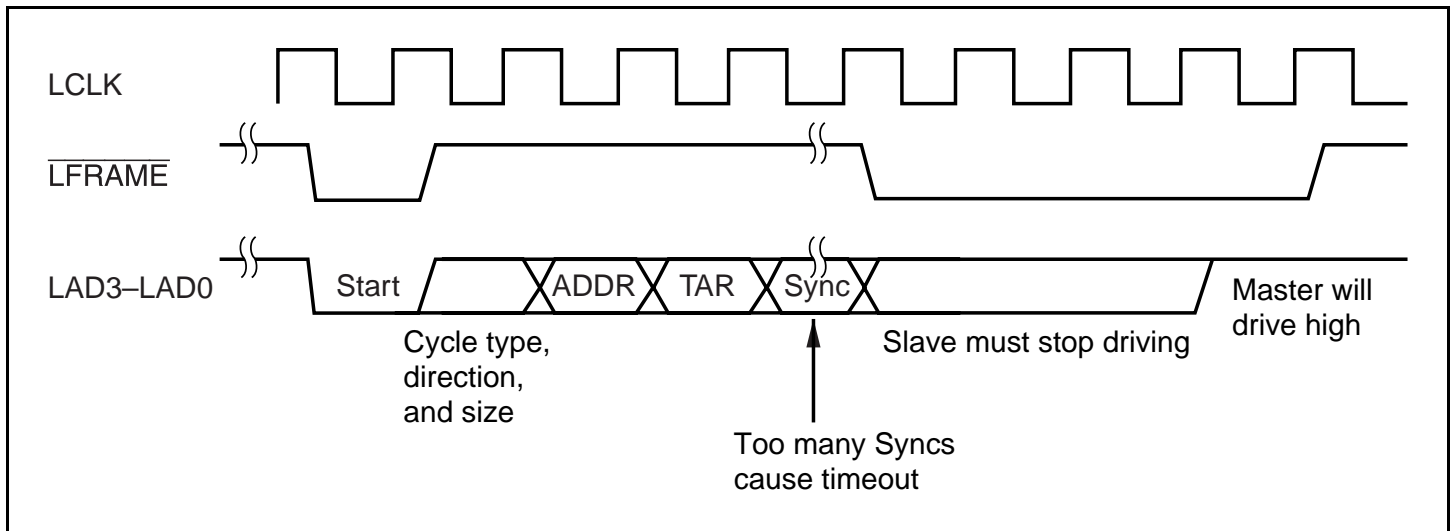 LCLK
LFRAME
LAD3–LAD0
Start
ADDR
TAR
Sync
Cycle type,
direction,
and size
Slave must stop driving
Master will
drive high
Too many Syncs
cause timeout